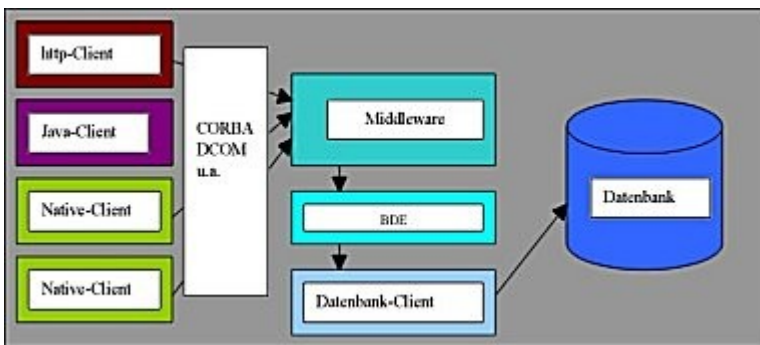 http-Client
Java-Client
Native-Client
Native-Client
CORBA
DCOM
u.a.
Middleware
BDE
Datenbank-Client
Datenbank